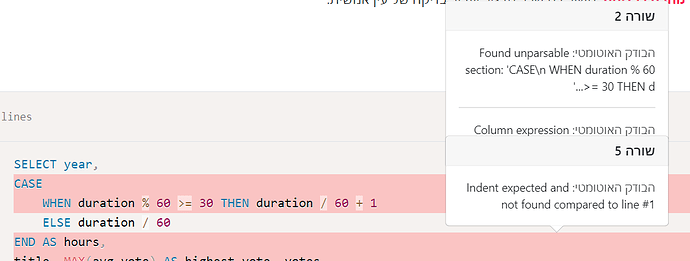 בדיקה של עין אנושית.
שורה 2
הבודק האוטומטי: Found unparsable
section: 'CASE\n WHEN duration % 60
'...>= 30 THEN d
הבודק האוטומטי: Column expression
שורה 5
הבודק האוטומטי: Indent expected and
not found compared to line #1
lines
SELECT year,
CASE
WHEN duration % 60 >= 30 THEN duration / 60 + 1
ELSE duration / 60
END AS hours,
title, MAX(avg_vote) AS highest_vote, votes